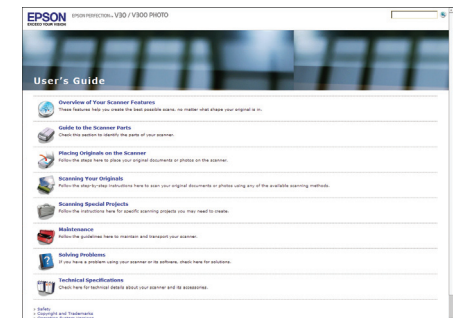 EPSON
EXCEED YOUR VISION
EPSON PERFECTION™ V30 / V300 PHOTO
User's Guide
Overview of Your Scanner Features
These features help you create the best possible scans, no matter what shape your original is in.
Guide to the Scanner Parts
Check this section to identify the parts of your scanner.
Placing Originals on the Scanner
Follow the steps here to place your original documents or photos on the scanner.
Scanning Your Originals
Follow the step-by-step instructions here to scan your original documents or photos using any of the available scanning methods.
Scanning Special Projects
Follow the instructions here for specific scanning projects you may need to create.
Maintenance
Follow the guidelines here to maintain and transport your scanner.
Solving Problems
If you have a problem using your scanner or its software, check here for solutions.
Technical Specifications
Check here for technical details about your scanner and its accessories.
» Safety
» Copyright and Trademarks